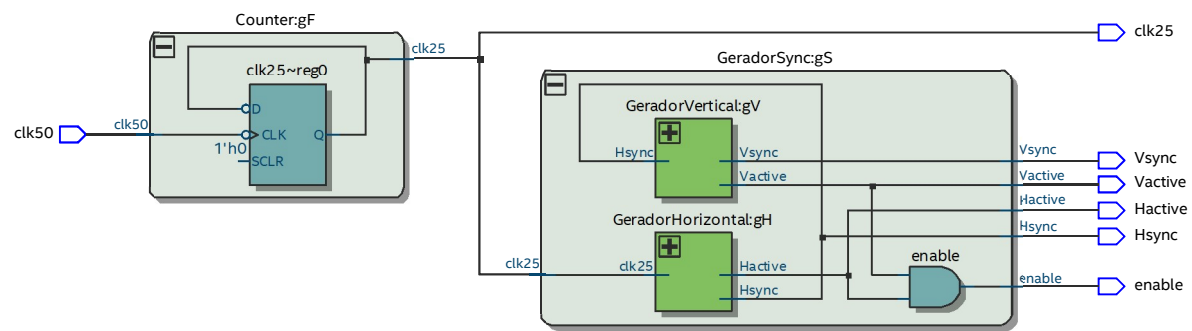 Counter:gF
clk25~reg0
D
CLK
Q
1'h0
SCLR
clk50
clk50
clk25
clk25
GeradorSync:gS
GeradorVertical:gV
Hsync
Vsync
Vactive
GeradorHorizontal:gH
clk25
clk25
Hactive
Hsync
enable
Vsync
Vactive
Hactive
Hsync
enable
Vsync
Vactive
Hactive
Hsync
enable